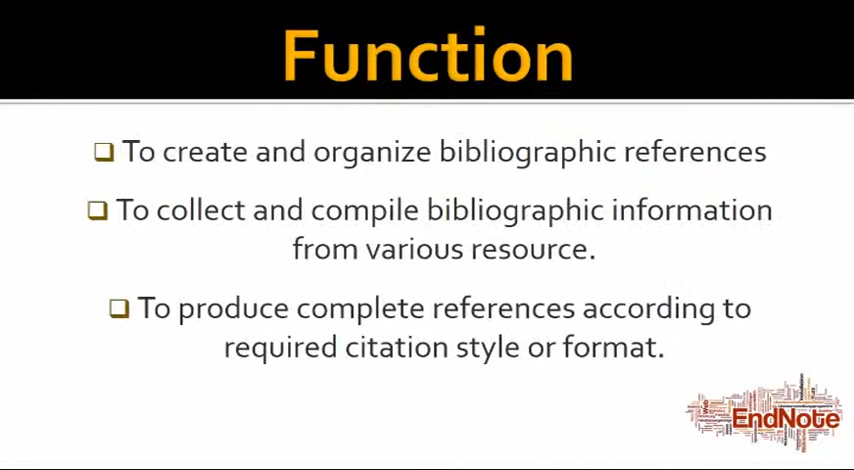 Function
To create and organize bibliographic references
To collect and compile bibliographic information
from various resource.
To produce complete references according to
required citation style or format.
EndNote